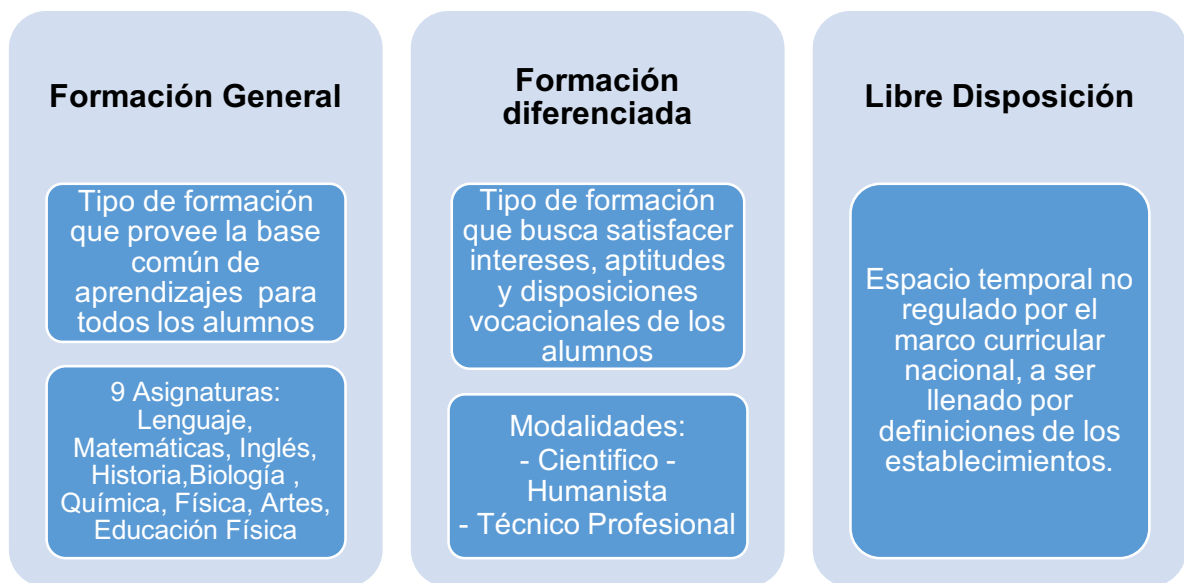 Formación General
Tipo de formación
que provee la base
común de
aprendizajes para
todos los alumnos
9 Asignaturas:
Lenguaje,
Matemáticas, Inglés,
Historia,Biología ,
Química, Física, Artes,
Educación Física
Formación
diferenciada
Tipo de formación
que busca satisfacer
intereses, aptitudes
y disposiciones
vocacionales de los
alumnos
Modalidades:
- Cientifico -
Humanista
- Técnico Profesional
Libre Disposición
Espacio temporal no
regulado por el
marco curricular
nacional, a ser
llenado por
definiciones de los
establecimientos.